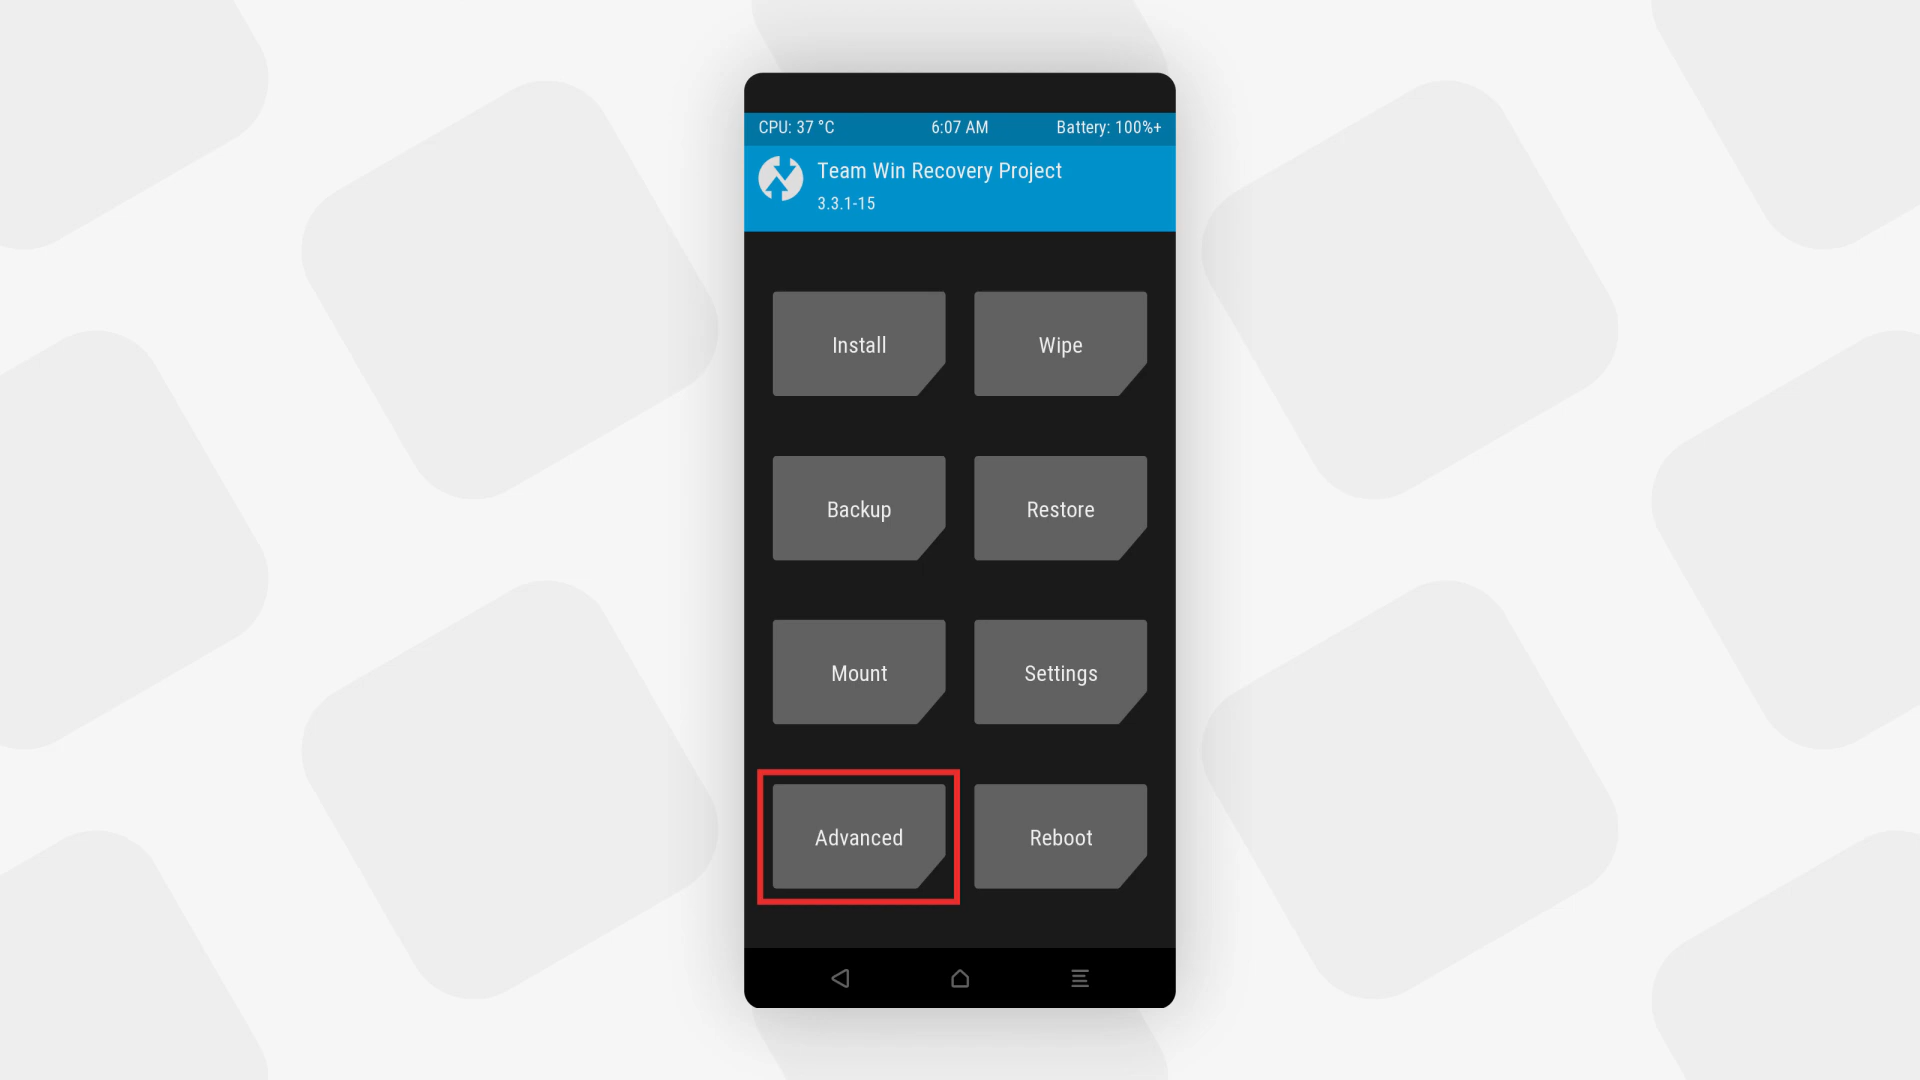 CPU: 37 °C 6:07 AM Battery: 100%+
Team Win Recovery Project
3.3.1-15
Install Wipe
Backup Restore
Mount Settings
Advanced Reboot